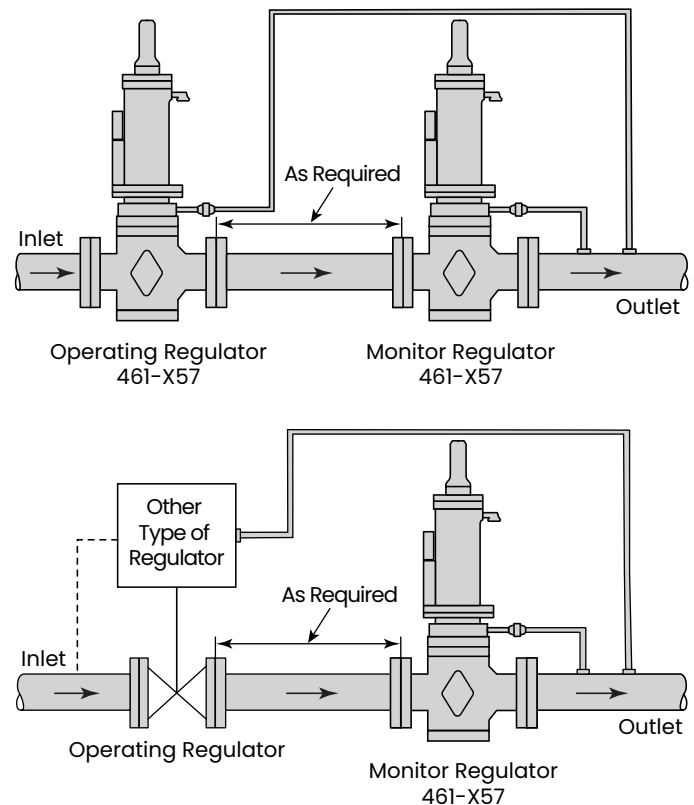 As Required
Inlet
Outlet
Operating Regulator
461-X57
Monitor Regulator
461-X57
Other
Type of
Regulator
As Required
Inlet
Outlet
Operating Regulator
Monitor Regulator
461-X57